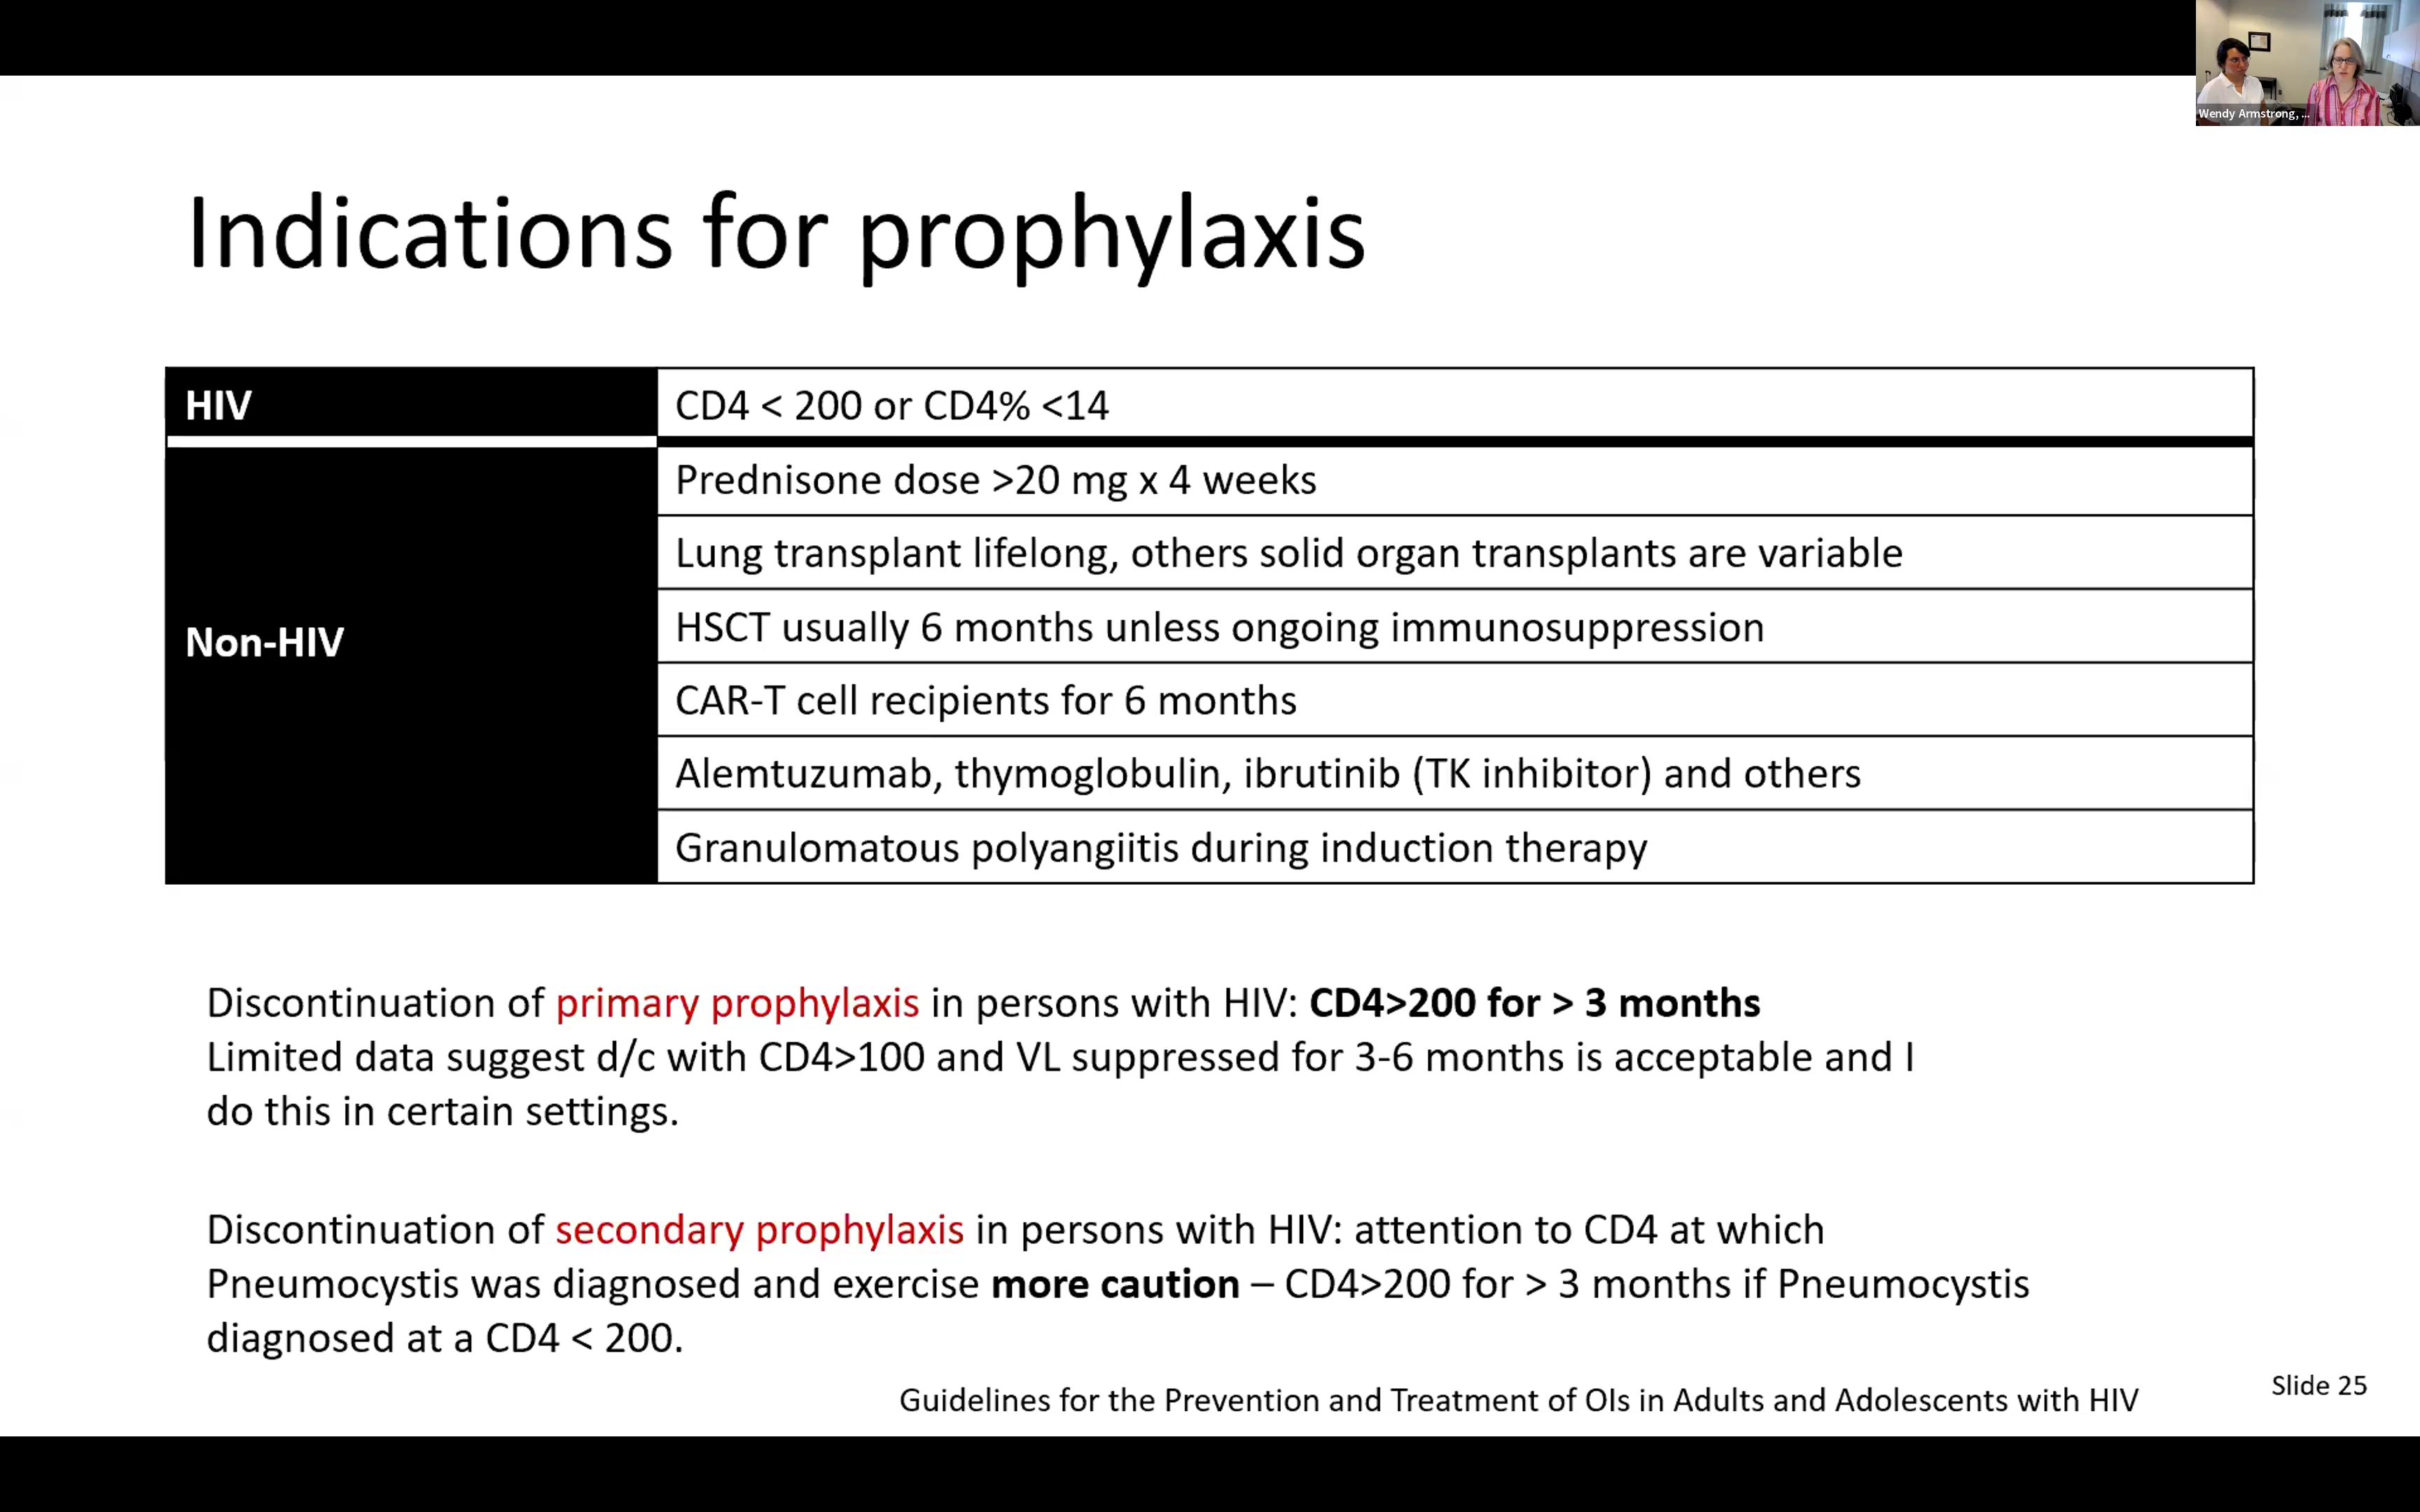 Wendy Armstrong, ...
Indications for prophylaxis
HIV
CD4 < 200 or CD4% <14
Non-HIV
Prednisone dose >20 mg x 4 weeks
Lung transplant lifelong, others solid organ transplants are variable
HSCT usually 6 months unless ongoing immunosuppression
CAR-T cell recipients for 6 months
Alemtuzumab, thymoglobulin, ibrutinib (TK inhibitor) and others
Granulomatous polyangiitis during induction therapy
Discontinuation of primary prophylaxis in persons with HIV: CD4>200 for > 3 months
Limited data suggest d/c with CD4>100 and VL suppressed for 3-6 months is acceptable and I
do this in certain settings.
Discontinuation of secondary prophylaxis in persons with HIV: attention to CD4 at which
Pneumocystis was diagnosed and exercise more caution – CD4>200 for > 3 months if Pneumocystis
diagnosed at a CD4 < 200.
Guidelines for the Prevention and Treatment of OIs in Adults and Adolescents with HIV
Slide 25